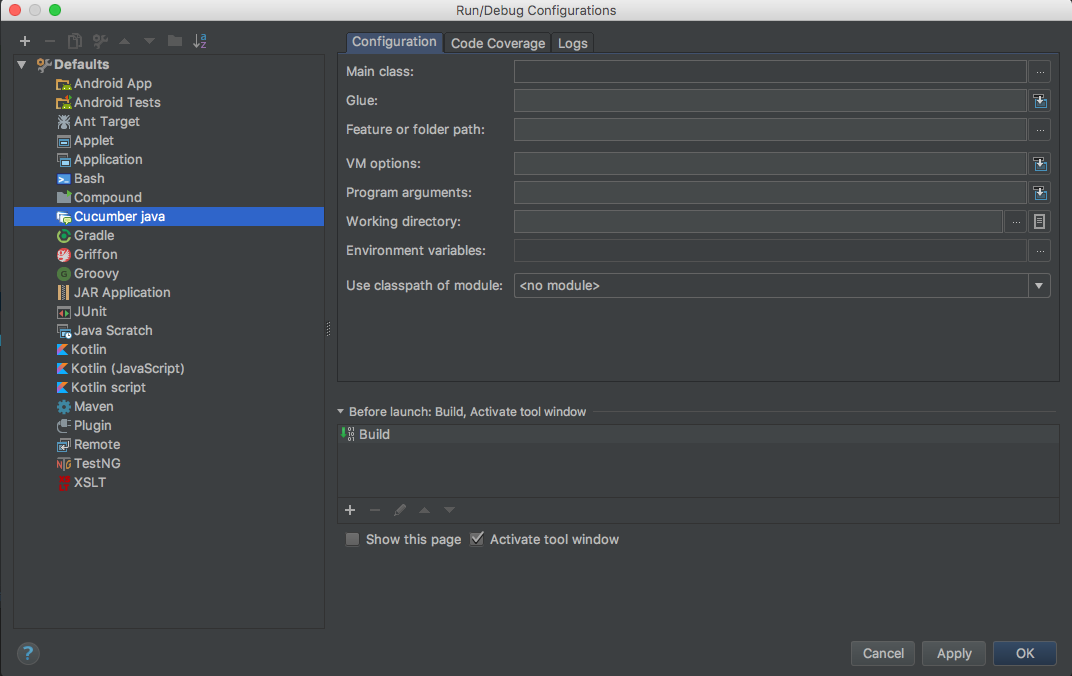 Run/Debug Configurations
Defaults
Android App
Android Tests
Ant Target
Applet
Application
Bash
Compound
Cucumber java
Gradle
Griffon
Groovy
JAR Application
JUnit
Java Scratch
Kotlin
Kotlin (JavaScript)
Kotlin script
Maven
Plugin
Remote
TestNG
XSLT
Configuration Code Coverage Logs
Main class: ...
Glue:
Feature or folder path: ...
VM options:
Program arguments:
Working directory: ...
Environment variables: ...
Use classpath of module: <no module>
Before launch: Build, Activate tool window
Build
Show this page Activate tool window
? Cancel Apply OK